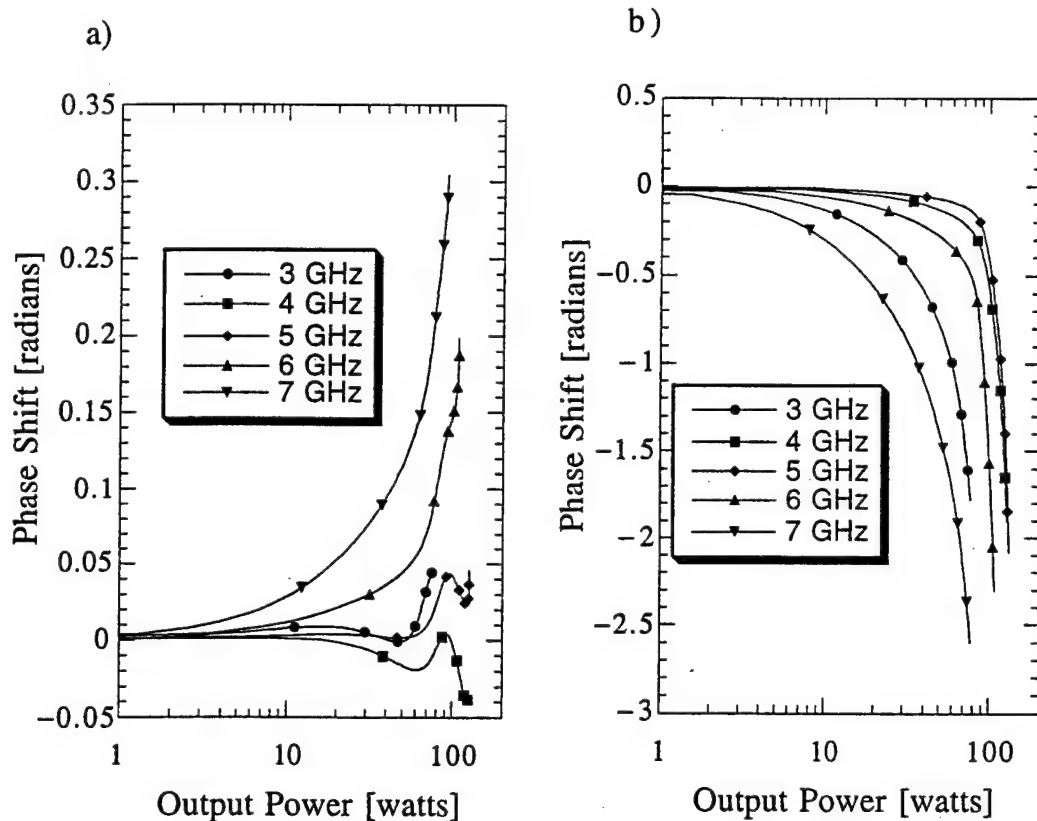 a)
0.35
0.3
0.25
0.2
0.15
0.1
0.05
0
−0.05
Phase Shift [radians]
3 GHz
4 GHz
5 GHz
6 GHz
7 GHz
1
10
100
Output Power [watts]
b)
0.5
0
−0.5
−1
−1.5
−2
−2.5
−3
Phase Shift [radians]
3 GHz
4 GHz
5 GHz
6 GHz
7 GHz
1
10
100
Output Power [watts]